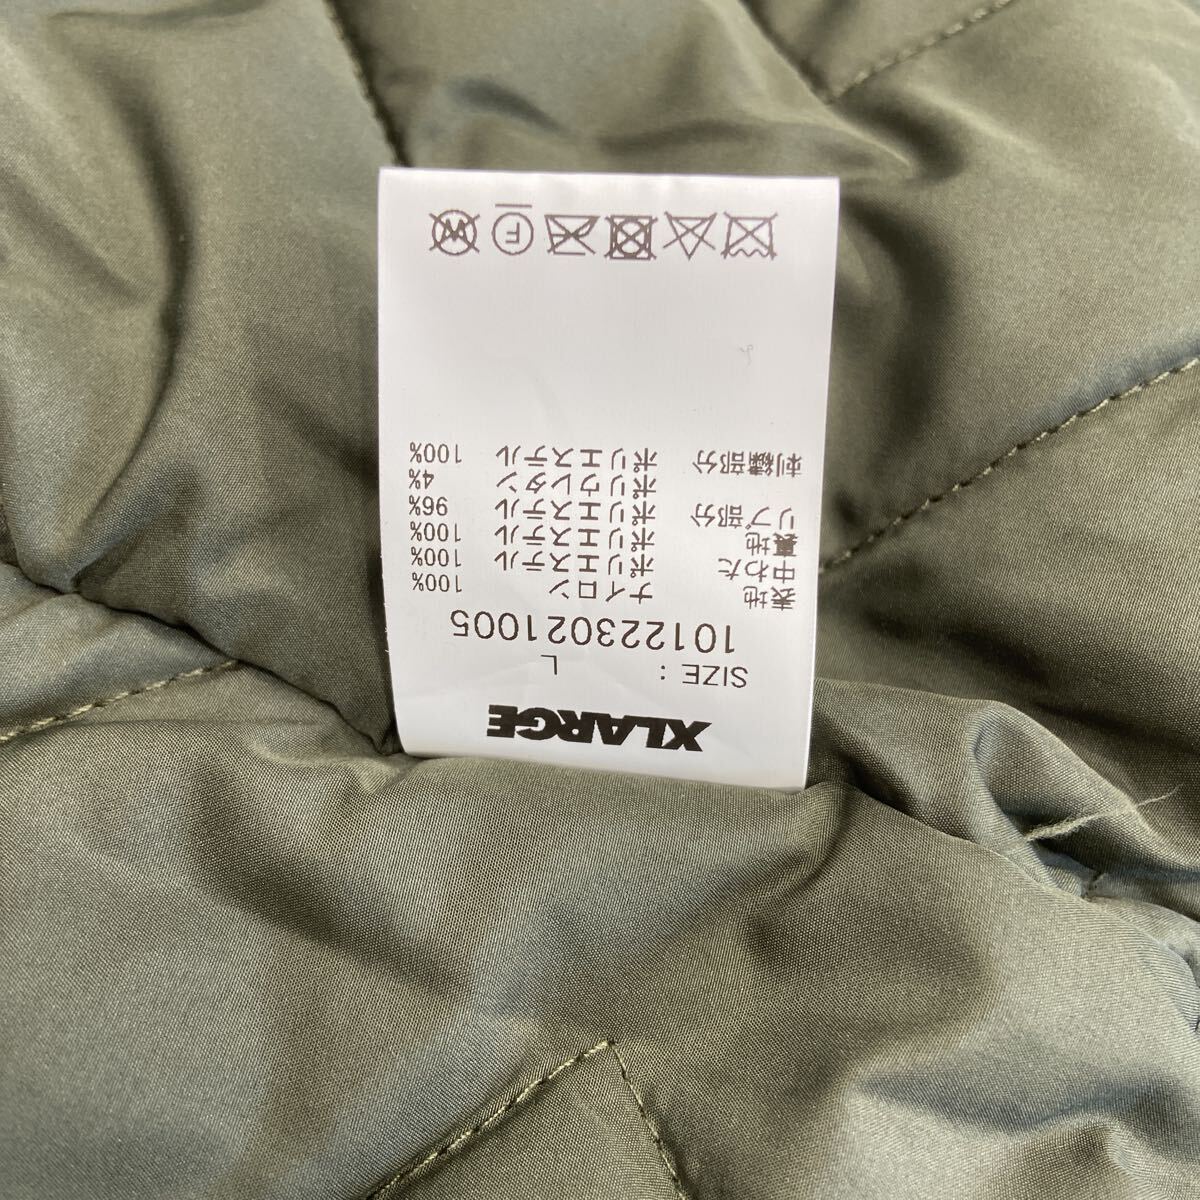 XLARGE
SIZE : L
101223021005
表地 ナイロン 100%
中わた ポリエステル 100%
裏地 ポリエステル 100%
リブ部分 ポリエステル 96%
ポリウレタン 4%
刺繍部分 ポリエステル 100%
F W